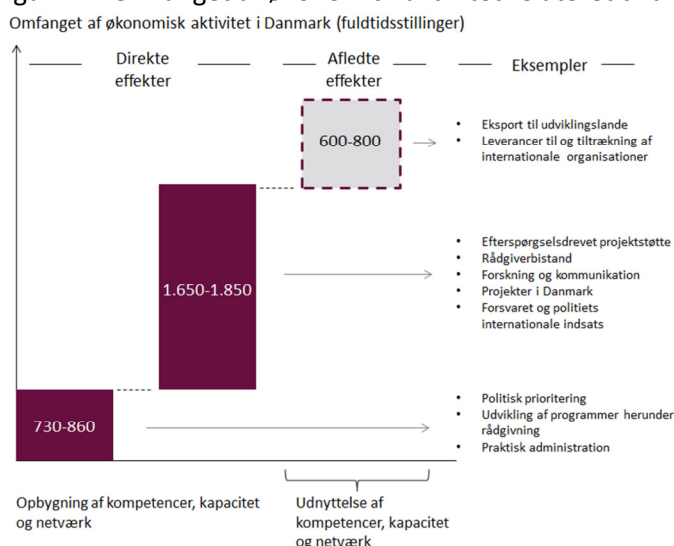 Omfanget af økonomisk aktivitet i Danmark (fuldtidsstillinger)
Direkte
effekter
Afledte
effekter
Eksempler
600-800
• Eksport til udviklingslande
• Leverancer til og tiltrækning af
internationale organisationer
1.650-1.850
• Efterspørgselsdrevet projektstøtte
• Rådgiverbistand
• Forskning og kommunikation
• Projekter i Danmark
• Forsvaret og politiets
internationale indsats
730-860
• Politisk prioritering
• Udvikling af programmer herunder
rådgivning
• Praktisk administration
Opbygning af kompetencer, kapacitet
og netværk
Udnyttelse af
kompetencer, kapacitet
og netværk